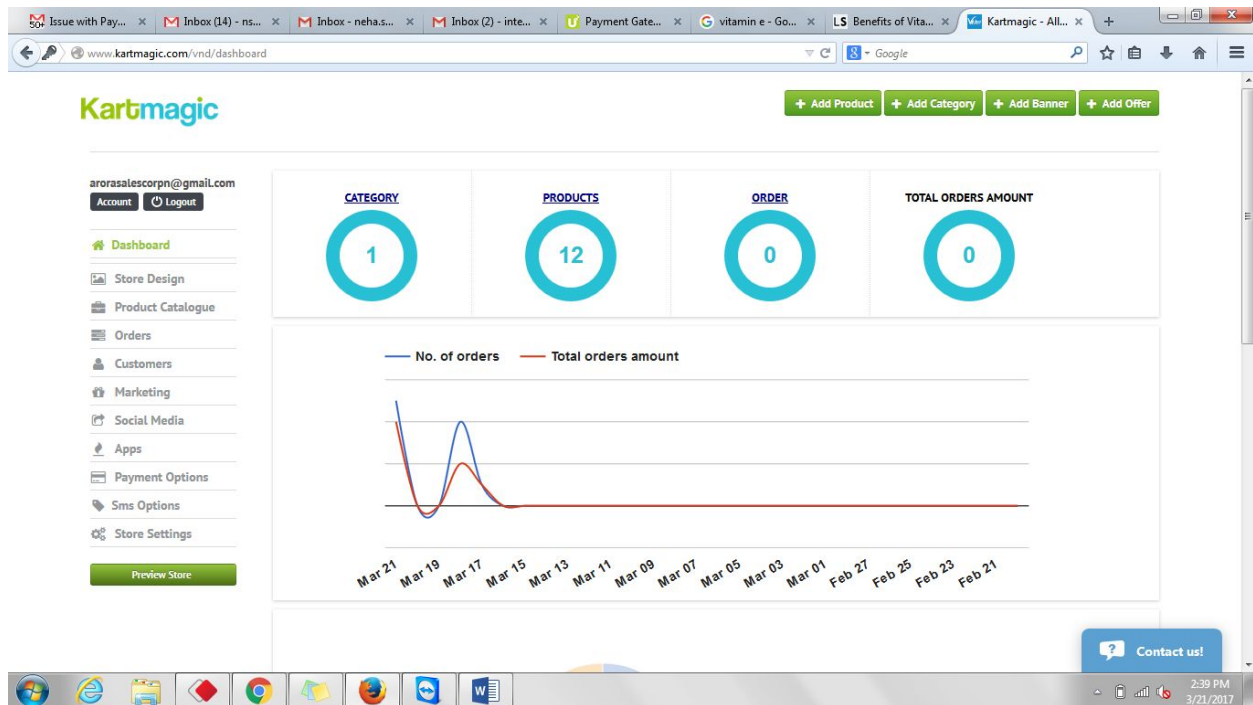 Issue with Pay...
Inbox (14) - ns...
Inbox - neha.s...
Inbox (2) - inte...
Payment Gate...
vitamin e - Go...
LS Benefits of Vita...
Kartmagic - All...
www.kartmagic.com/vnd/dashboard
Google
Kartmagic
+ Add Product
+ Add Category
+ Add Banner
+ Add Offer
arorasalescorpn@gmail.com
Account
Logout
Dashboard
Store Design
Product Catalogue
Orders
Customers
Marketing
Social Media
Apps
Payment Options
Sms Options
Store Settings
Preview Store
CATEGORY
1
PRODUCTS
12
ORDER
0
TOTAL ORDERS AMOUNT
0
No. of orders
Total orders amount
Mar 21
Mar 19
Mar 17
Mar 15
Mar 13
Mar 11
Mar 09
Mar 07
Mar 05
Mar 03
Mar 01
Feb 27
Feb 25
Feb 23
Feb 21
? Contact us!
2:39 PM
3/21/2017